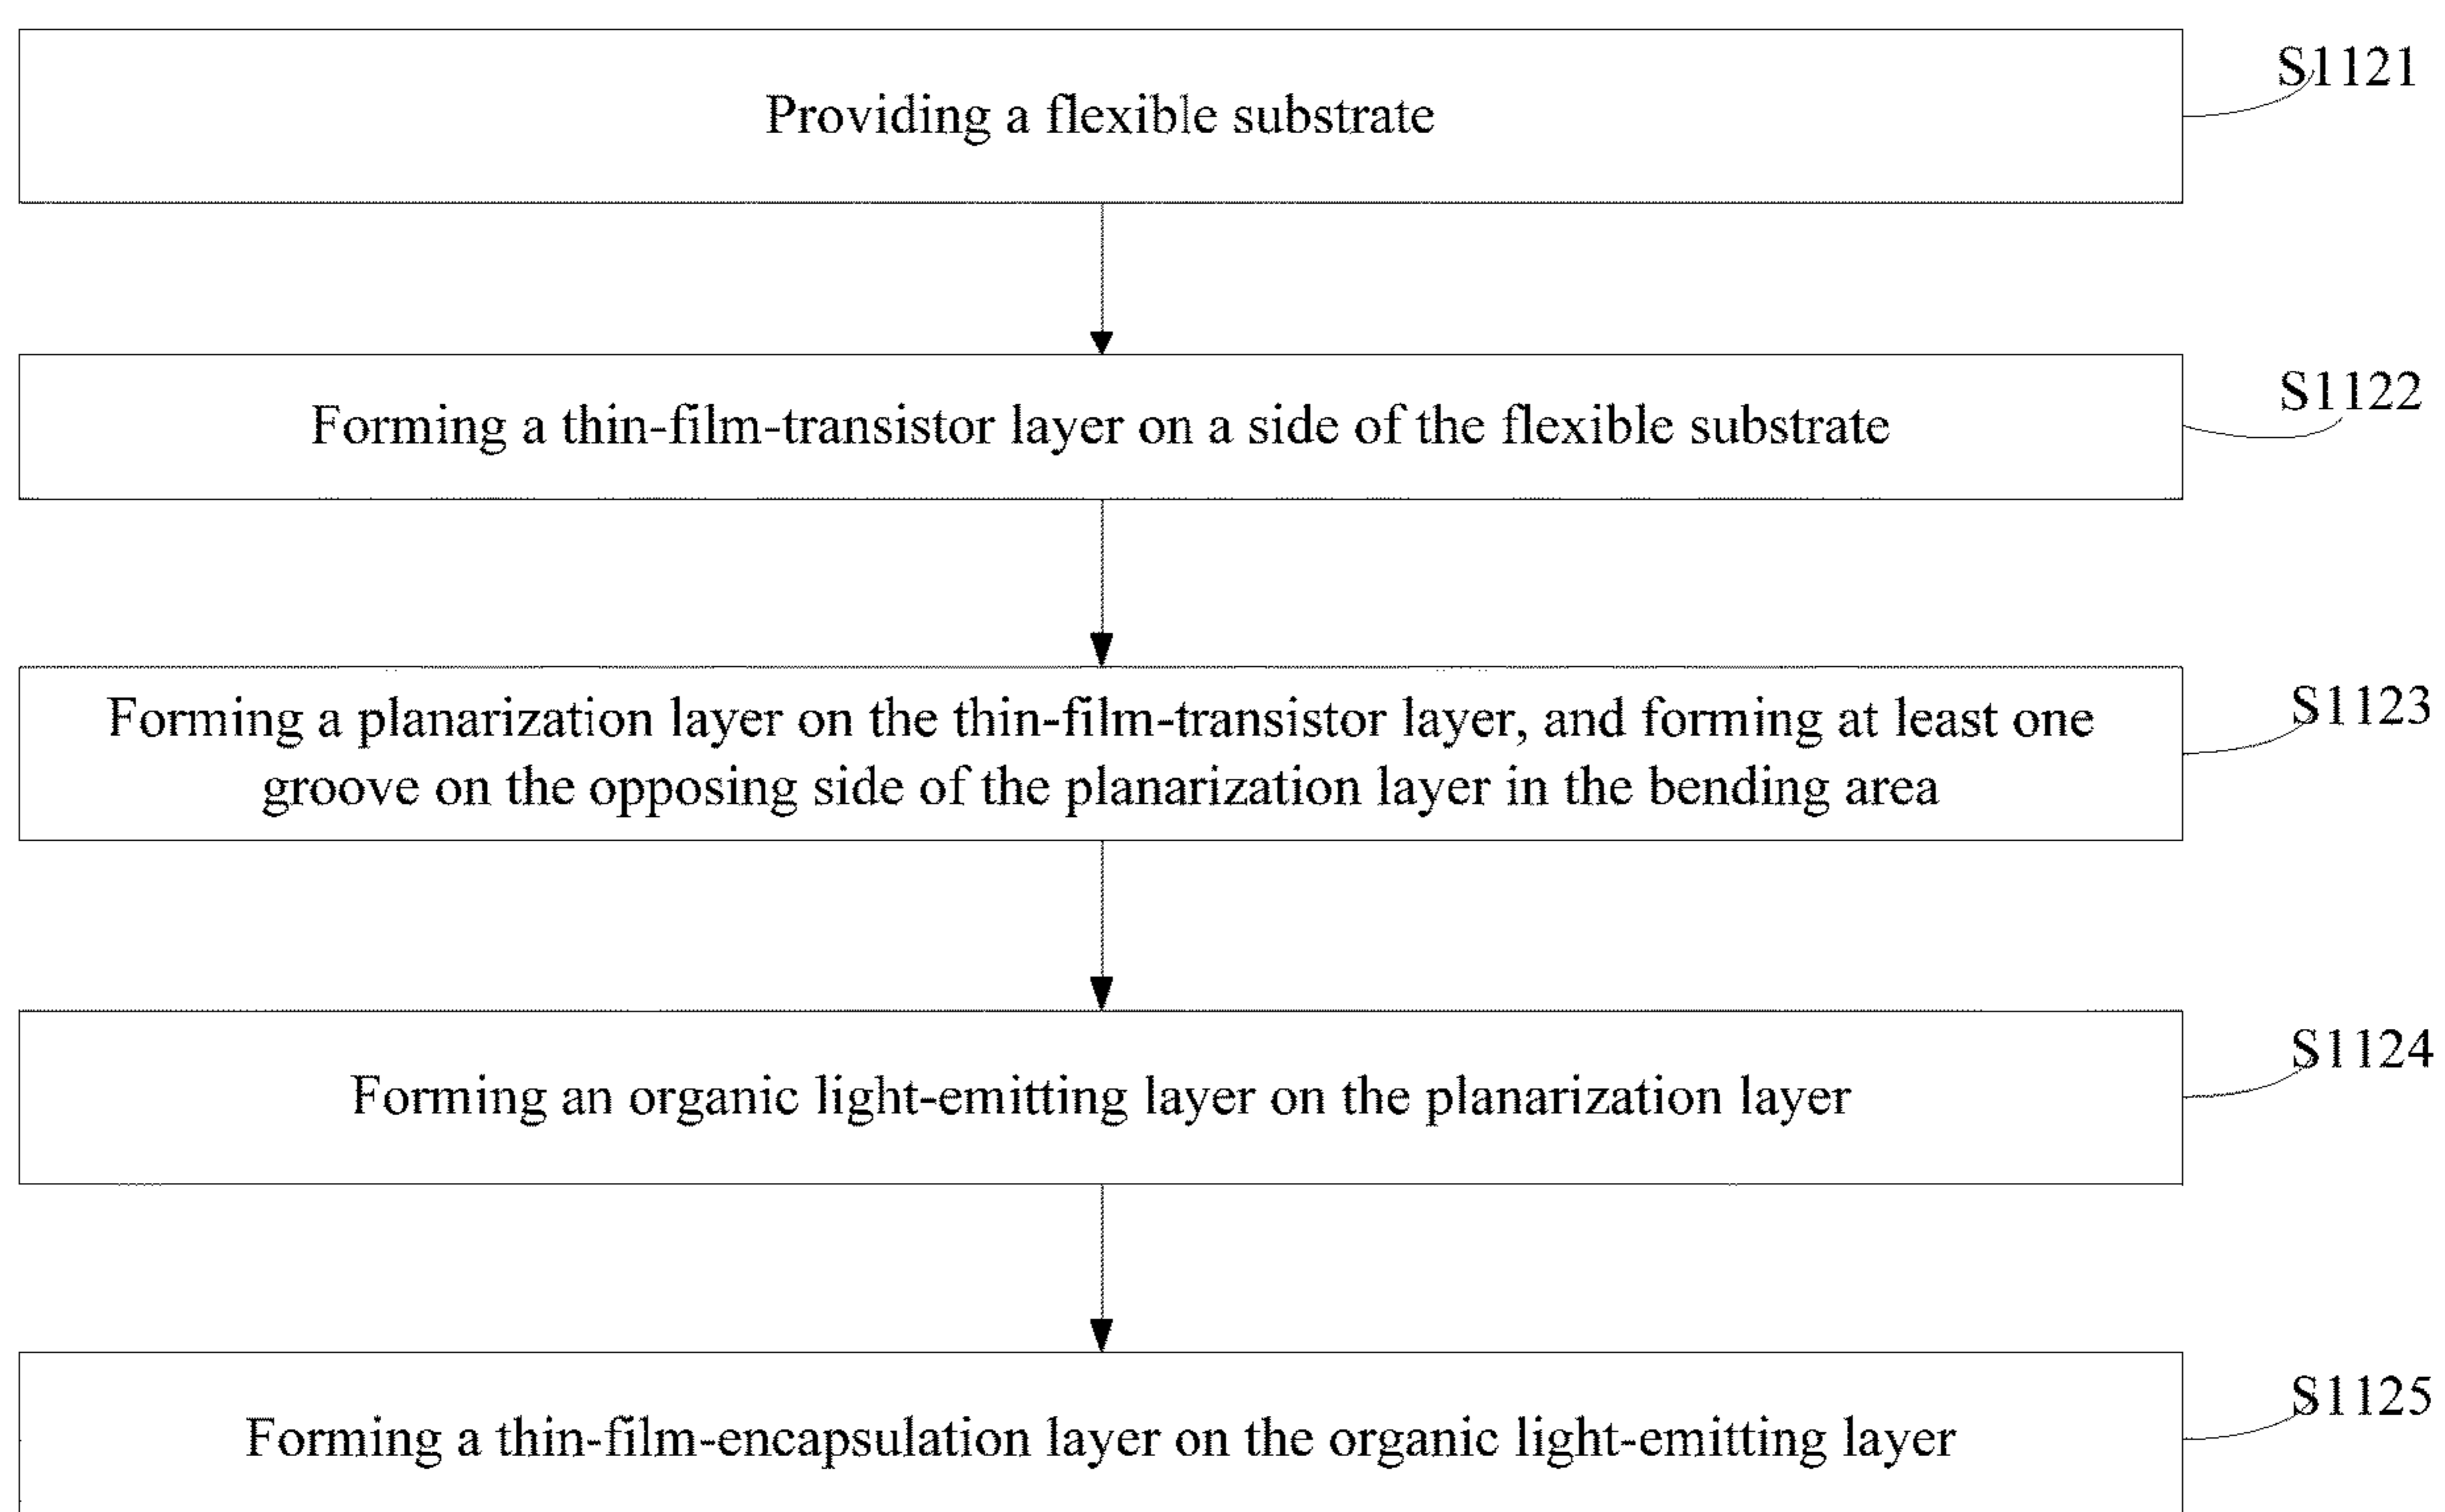 S1121
Providing a flexible substrate
S1122
Forming a thin-film-transistor layer on a side of the flexible substrate
S1123
Forming a planarization layer on the thin-film-transistor layer, and forming at least one
groove on the opposing side of the planarization layer in the bending area
S1124
Forming an organic light-emitting layer on the planarization layer
S1125
Forming a thin-film-encapsulation layer on the organic light-emitting layer